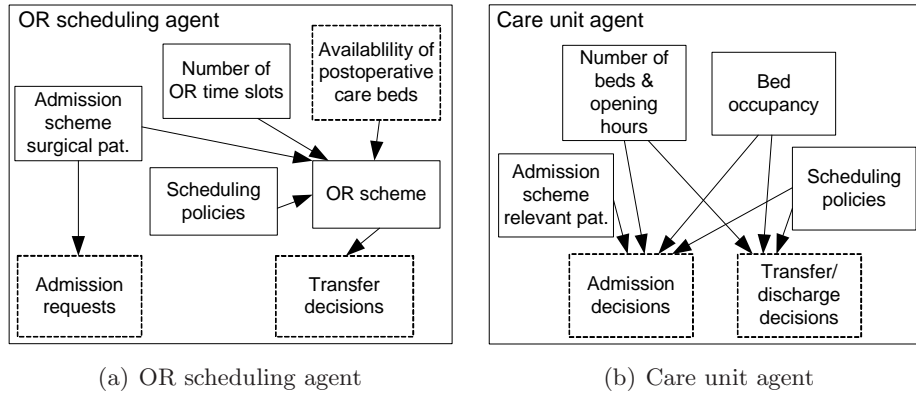 OR scheduling agent
Number of
OR time slots
Availablility of
postoperative
care beds
Admission
scheme
surgical pat.
Scheduling
policies
OR scheme
Admission
requests
Transfer
decisions
(a) OR scheduling agent
Care unit agent
Number of
beds &
opening
hours
Bed
occupancy
Admission
scheme
relevant pat.
Scheduling
policies
Admission
decisions
Transfer/
discharge
decisions
(b) Care unit agent